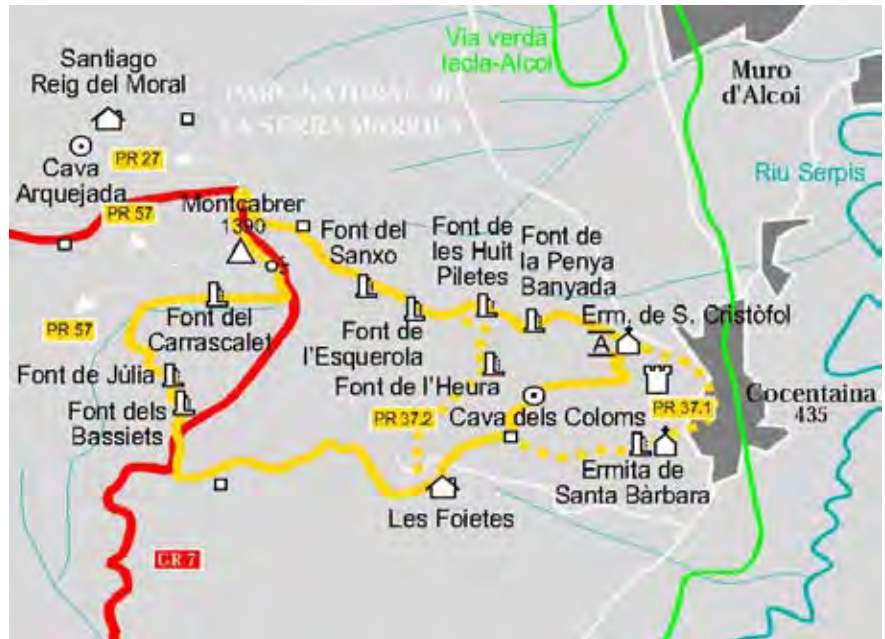 Santiago
Reig del Moral
Via verda
Iecla-Alcoi
Muro
d'Alcoi
PARC NATURAL DE
LA SERRA MARIOLA
Riu Serpis
Cava
Arquejada
PR 27
PR 57
Montcabrer
1390
Font del
Sanxo
Font de
les Huit
Piletes
Font de
la Penya
Banyada
Erm. de S. Cristòfol
PR 57
Font del
Carrascalet
Font de
l'Esquerola
Font de Júlia
Font de l'Heura
Font dels
Bassiets
PR 37.2
Cava dels Coloms
PR 37.1
Cocentaina
435
Ermita de
Santa Bàrbara
Les Foietes
GR 7